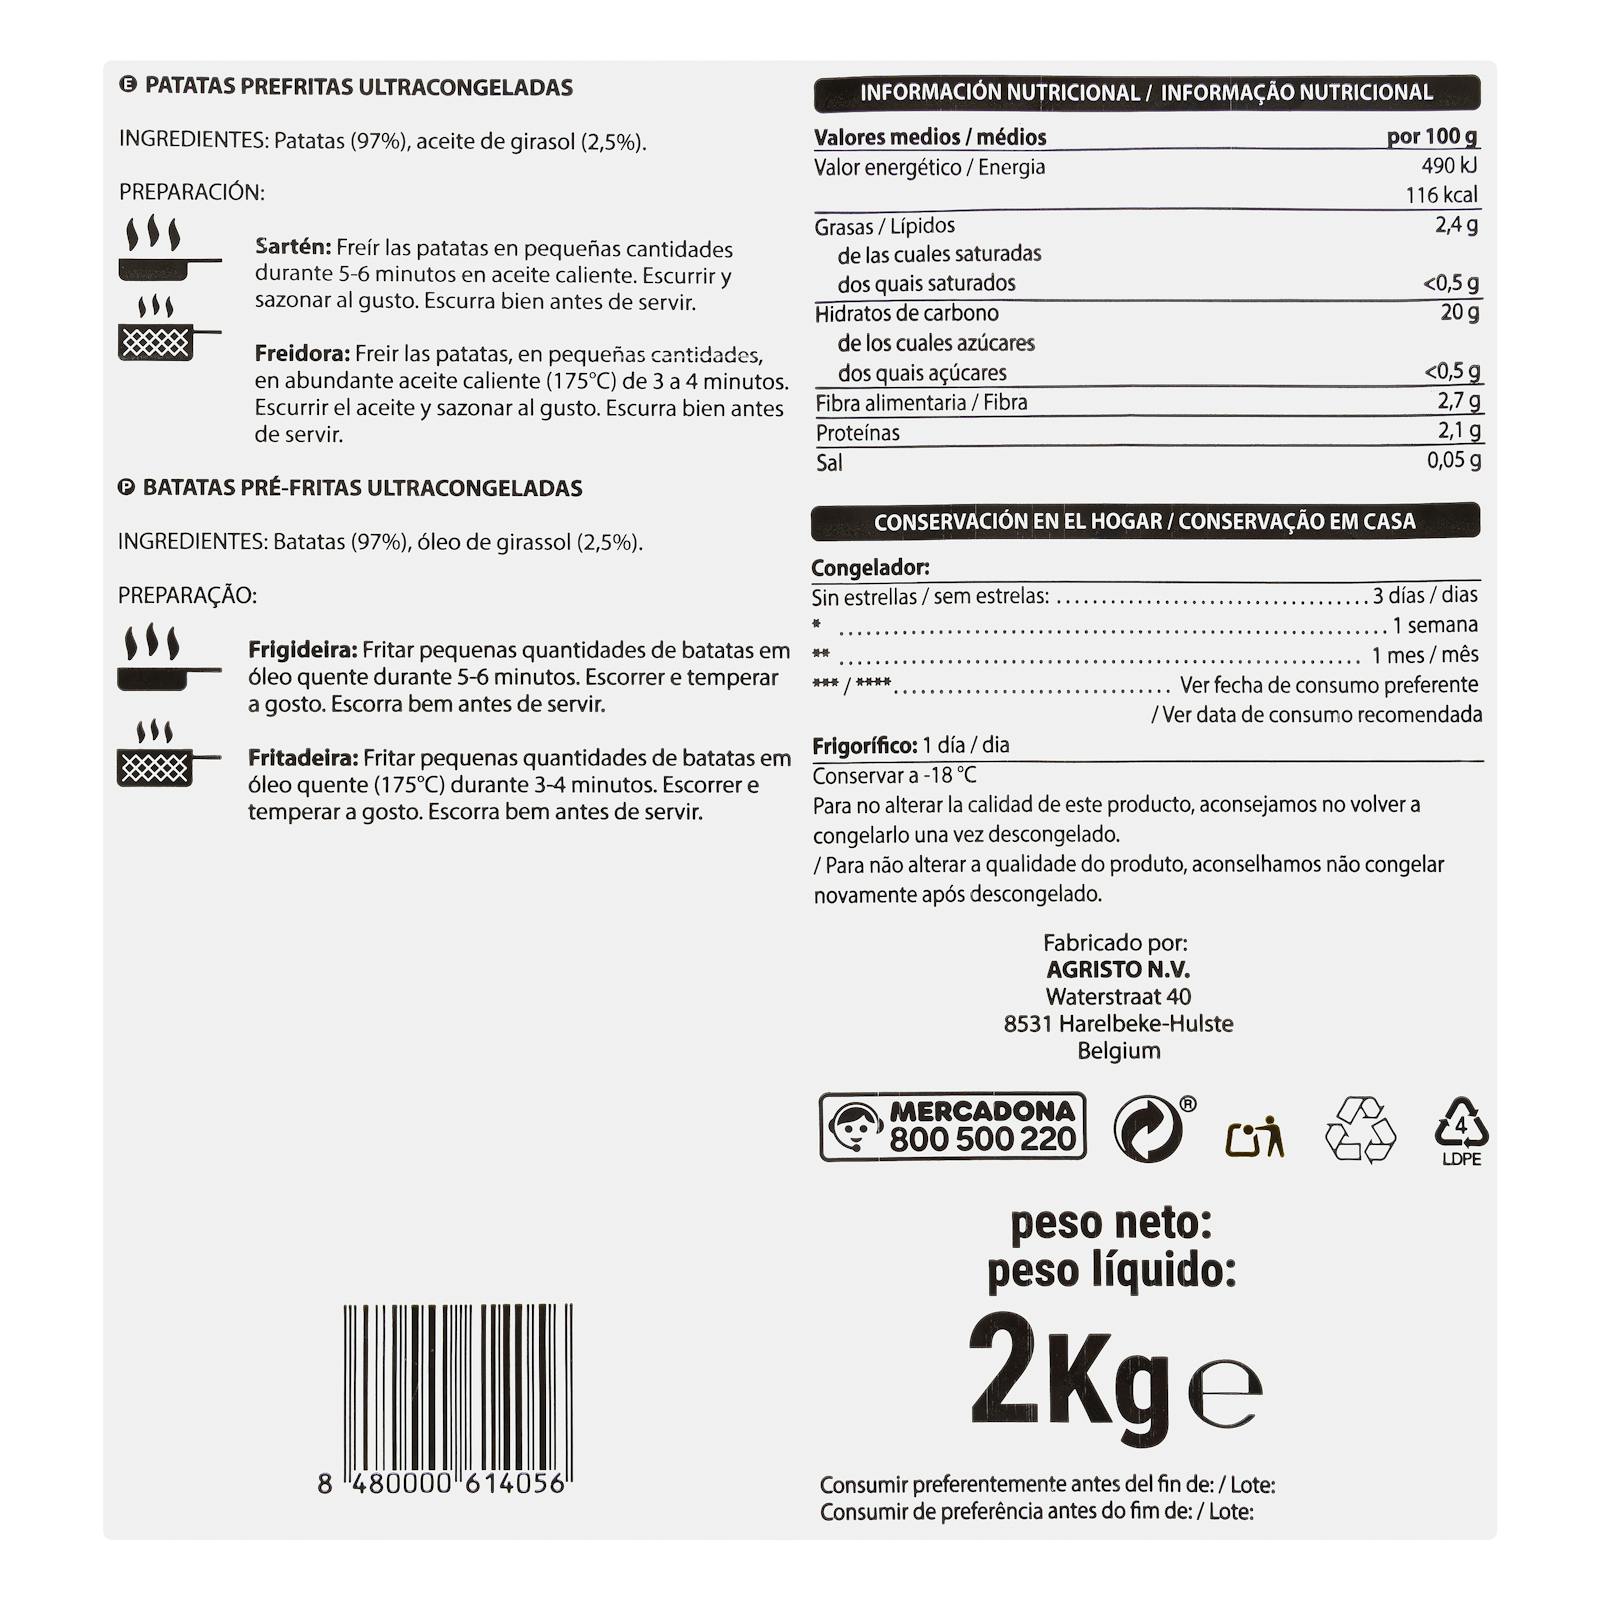 E PATATAS PREFRITAS ULTRACONGELADAS
INGREDIENTES: Patatas (97%), aceite de girasol (2,5%).
PREPARACIÓN:
Sartén: Freír las patatas en pequeñas cantidades
durante 5-6 minutos en aceite caliente. Escurrir y
sazonar al gusto. Escurra bien antes de servir.
Freidora: Freir las patatas, en pequeñas cantidades,
en abundante aceite caliente (175°C) de 3 a 4 minutos.
Escurrir el aceite y sazonar al gusto. Escurra bien antes
de servir.
P BATATAS PRÉ-FRITAS ULTRACONGELADAS
INGREDIENTES: Batatas (97%), óleo de girassol (2,5%).
PREPARAÇÃO:
Frigideira: Fritar pequenas quantidades de batatas em
óleo quente durante 5-6 minutos. Escorrer e temperar
a gosto. Escorra bem antes de servir.
Fritadeira: Fritar pequenas quantidades de batatas em
óleo quente (175°C) durante 3-4 minutos. Escorrer e
temperar a gosto. Escorra bem antes de servir.
8 480000 614056
INFORMACIÓN NUTRICIONAL / INFORMAÇÃO NUTRICIONAL
Valores medios / médios por 100 g
Valor energético / Energia 490 kJ
116 kcal
Grasas / Lípidos 2,4 g
de las cuales saturadas
dos quais saturados <0,5 g
Hidratos de carbono 20 g
de los cuales azúcares
dos quais açúcares <0,5 g
Fibra alimentaria / Fibra 2,7 g
Proteínas 2,1 g
Sal 0,05 g
CONSERVACIÓN EN EL HOGAR / CONSERVAÇÃO EM CASA
Congelador:
Sin estrellas / sem estrelas: ................................ 3 días / dias
* ........................................................ 1 semana
** ..................................................... 1 mes / mês
*** / ****............................ Ver fecha de consumo preferente
/ Ver data de consumo recomendada
Frigorífico: 1 día / dia
Conservar a -18 °C
Para no alterar la calidad de este producto, aconsejamos no volver a
congelarlo una vez descongelado.
/ Para não alterar a qualidade do produto, aconselhamos não congelar
novamente após descongelado.
Fabricado por:
AGRISTO N.V.
Waterstraat 40
8531 Harelbeke-Hulste
Belgium
MERCADONA
800 500 220
®
4
LDPE
peso neto:
peso líquido:
2Kg e
Consumir preferentemente antes del fin de: / Lote:
Consumir de preferência antes do fim de: / Lote: